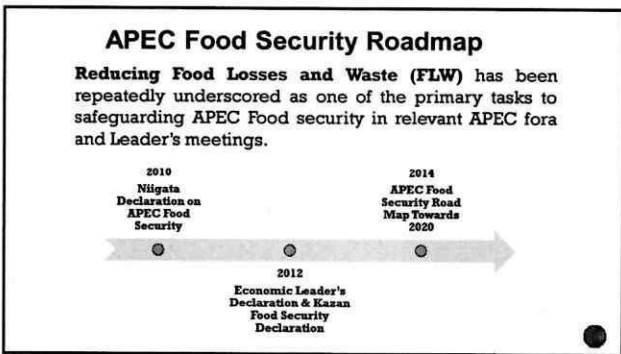 APEC Food Security Roadmap
Reducing Food Losses and Waste (FLW) has been
repeatedly underscored as one of the primary tasks to
safeguarding APEC Food security in relevant APEC fora
and Leader's meetings.
2010
Niigata
Declaration on
APEC Food
Security
2014
APEC Food
Security Road
Map Towards
2020
2012
Economic Leader's
Declaration & Kazan
Food Security
Declaration